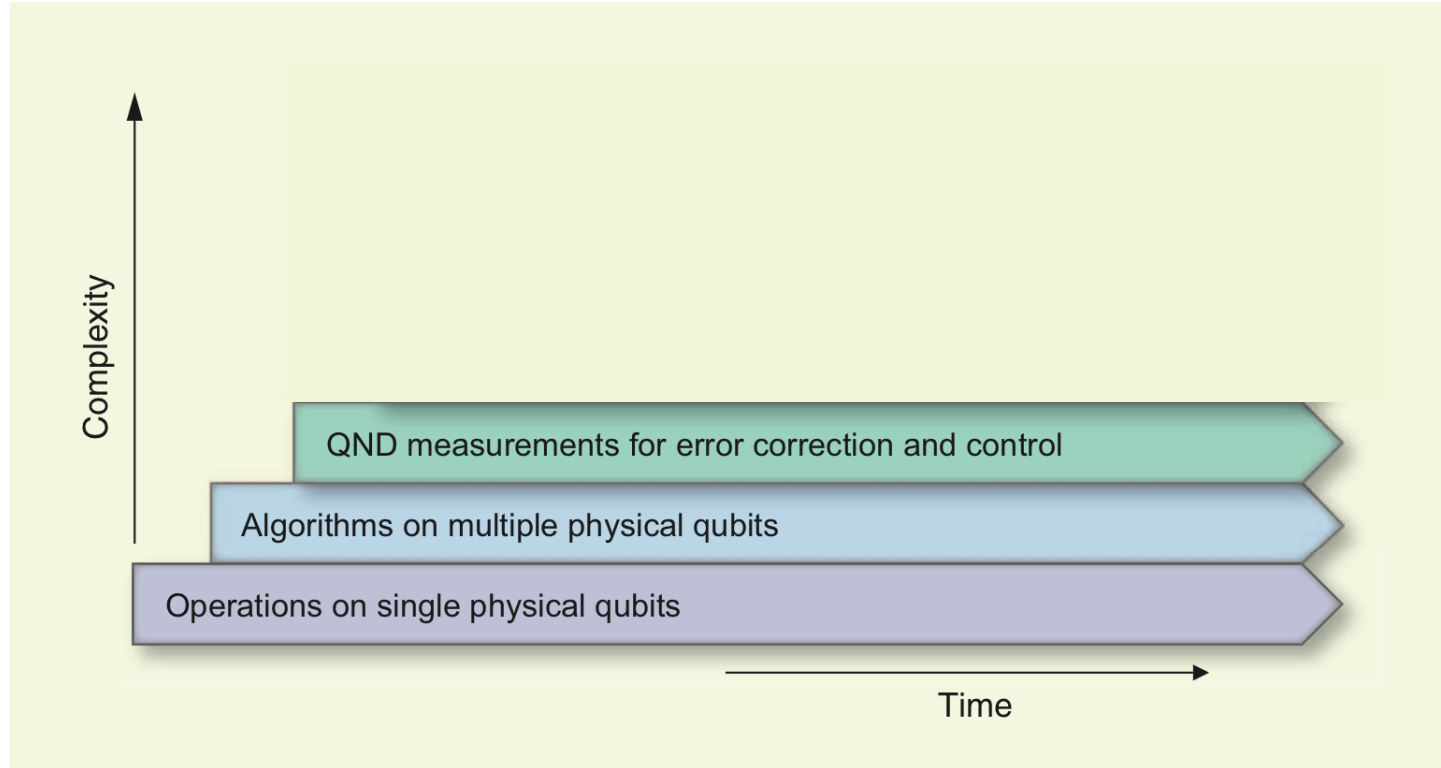 Complexity
QND measurements for error correction and control
Algorithms on multiple physical qubits
Operations on single physical qubits
Time